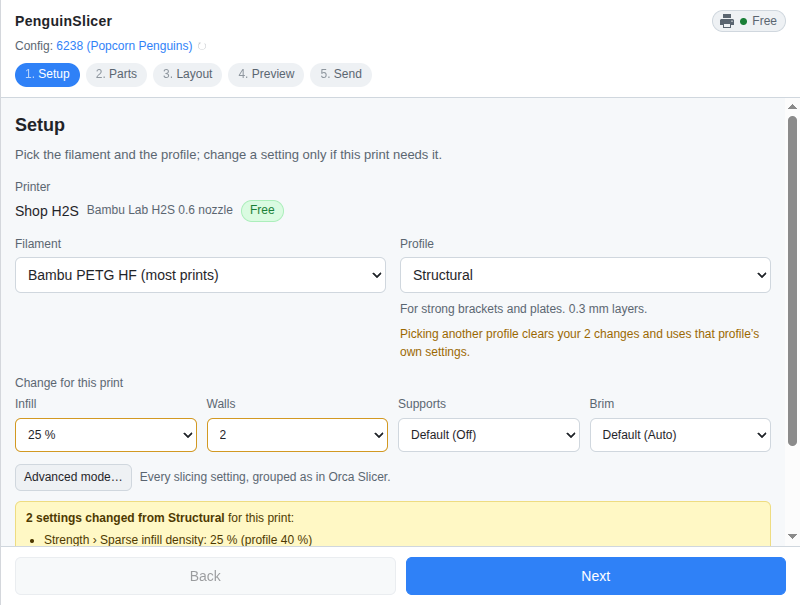 PenguinSlicer
Free
Config: 6238 (Popcorn Penguins)
1. Setup
2. Parts
3. Layout
4. Preview
5. Send
Setup
Pick the filament and the profile; change a setting only if this print needs it.
Printer
Shop H2S Bambu Lab H2S 0.6 nozzle Free
Filament
Profile
Bambu PETG HF (most prints)
Structural
For strong brackets and plates. 0.3 mm layers.
Picking another profile clears your 2 changes and uses that profile's
own settings.
Change for this print
Infill
Walls
Supports
Brim
25 %
2
Default (Off)
Default (Auto)
Advanced mode… Every slicing setting, grouped as in Orca Slicer.
2 settings changed from Structural for this print:
• Strength › Sparse infill density: 25 % (profile 40 %)
Back
Next